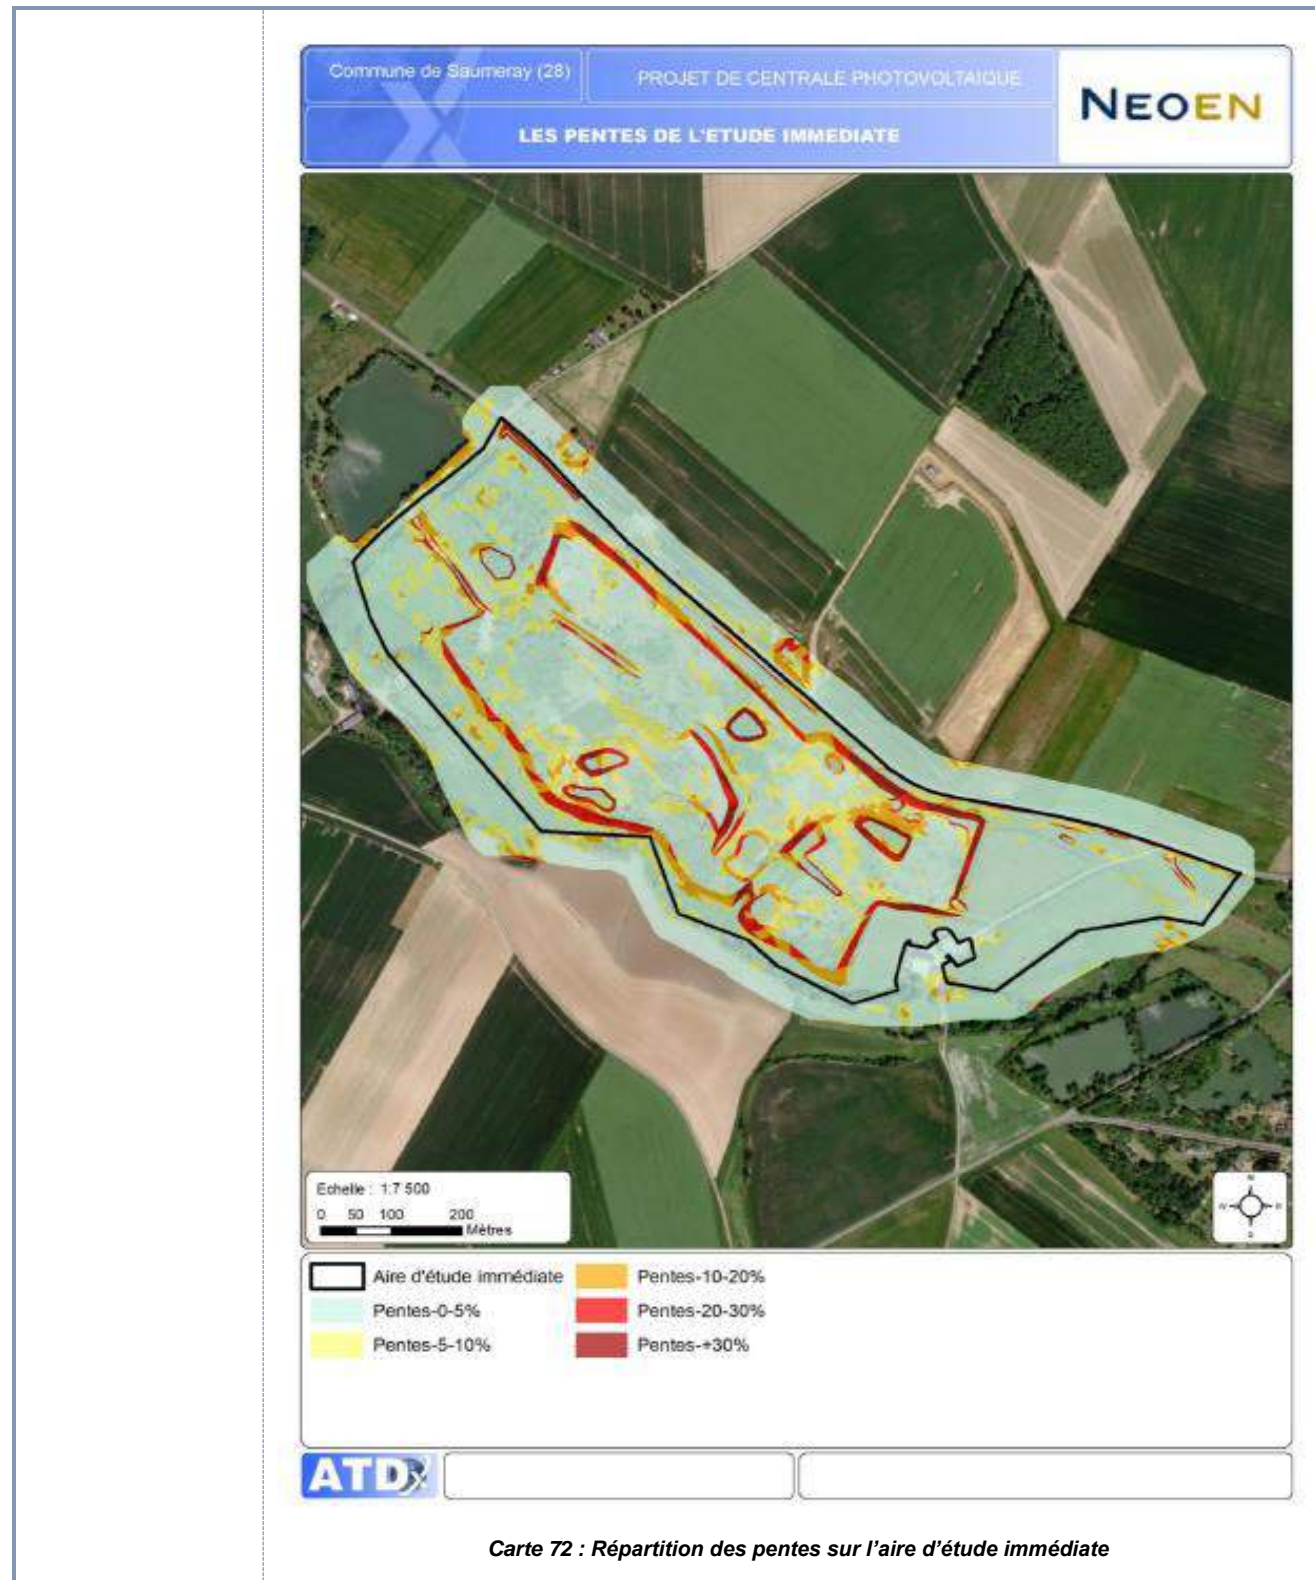 Commune de Saumeray (28)
PROJET DE CENTRALE PHOTOVOLTAIQUE
NEOEN
LES PENTES DE L'ETUDE IMMEDIATE
Echelle : 1:7 500
0 50 100 200
Mètres
N
S
Aire d'étude immédiate
Pentes-10-20%
Pentes-0-5%
Pentes-20-30%
Pentes-5-10%
Pentes-+30%
ATDx
Carte 72 : Répartition des pentes sur l'aire d'étude immédiate